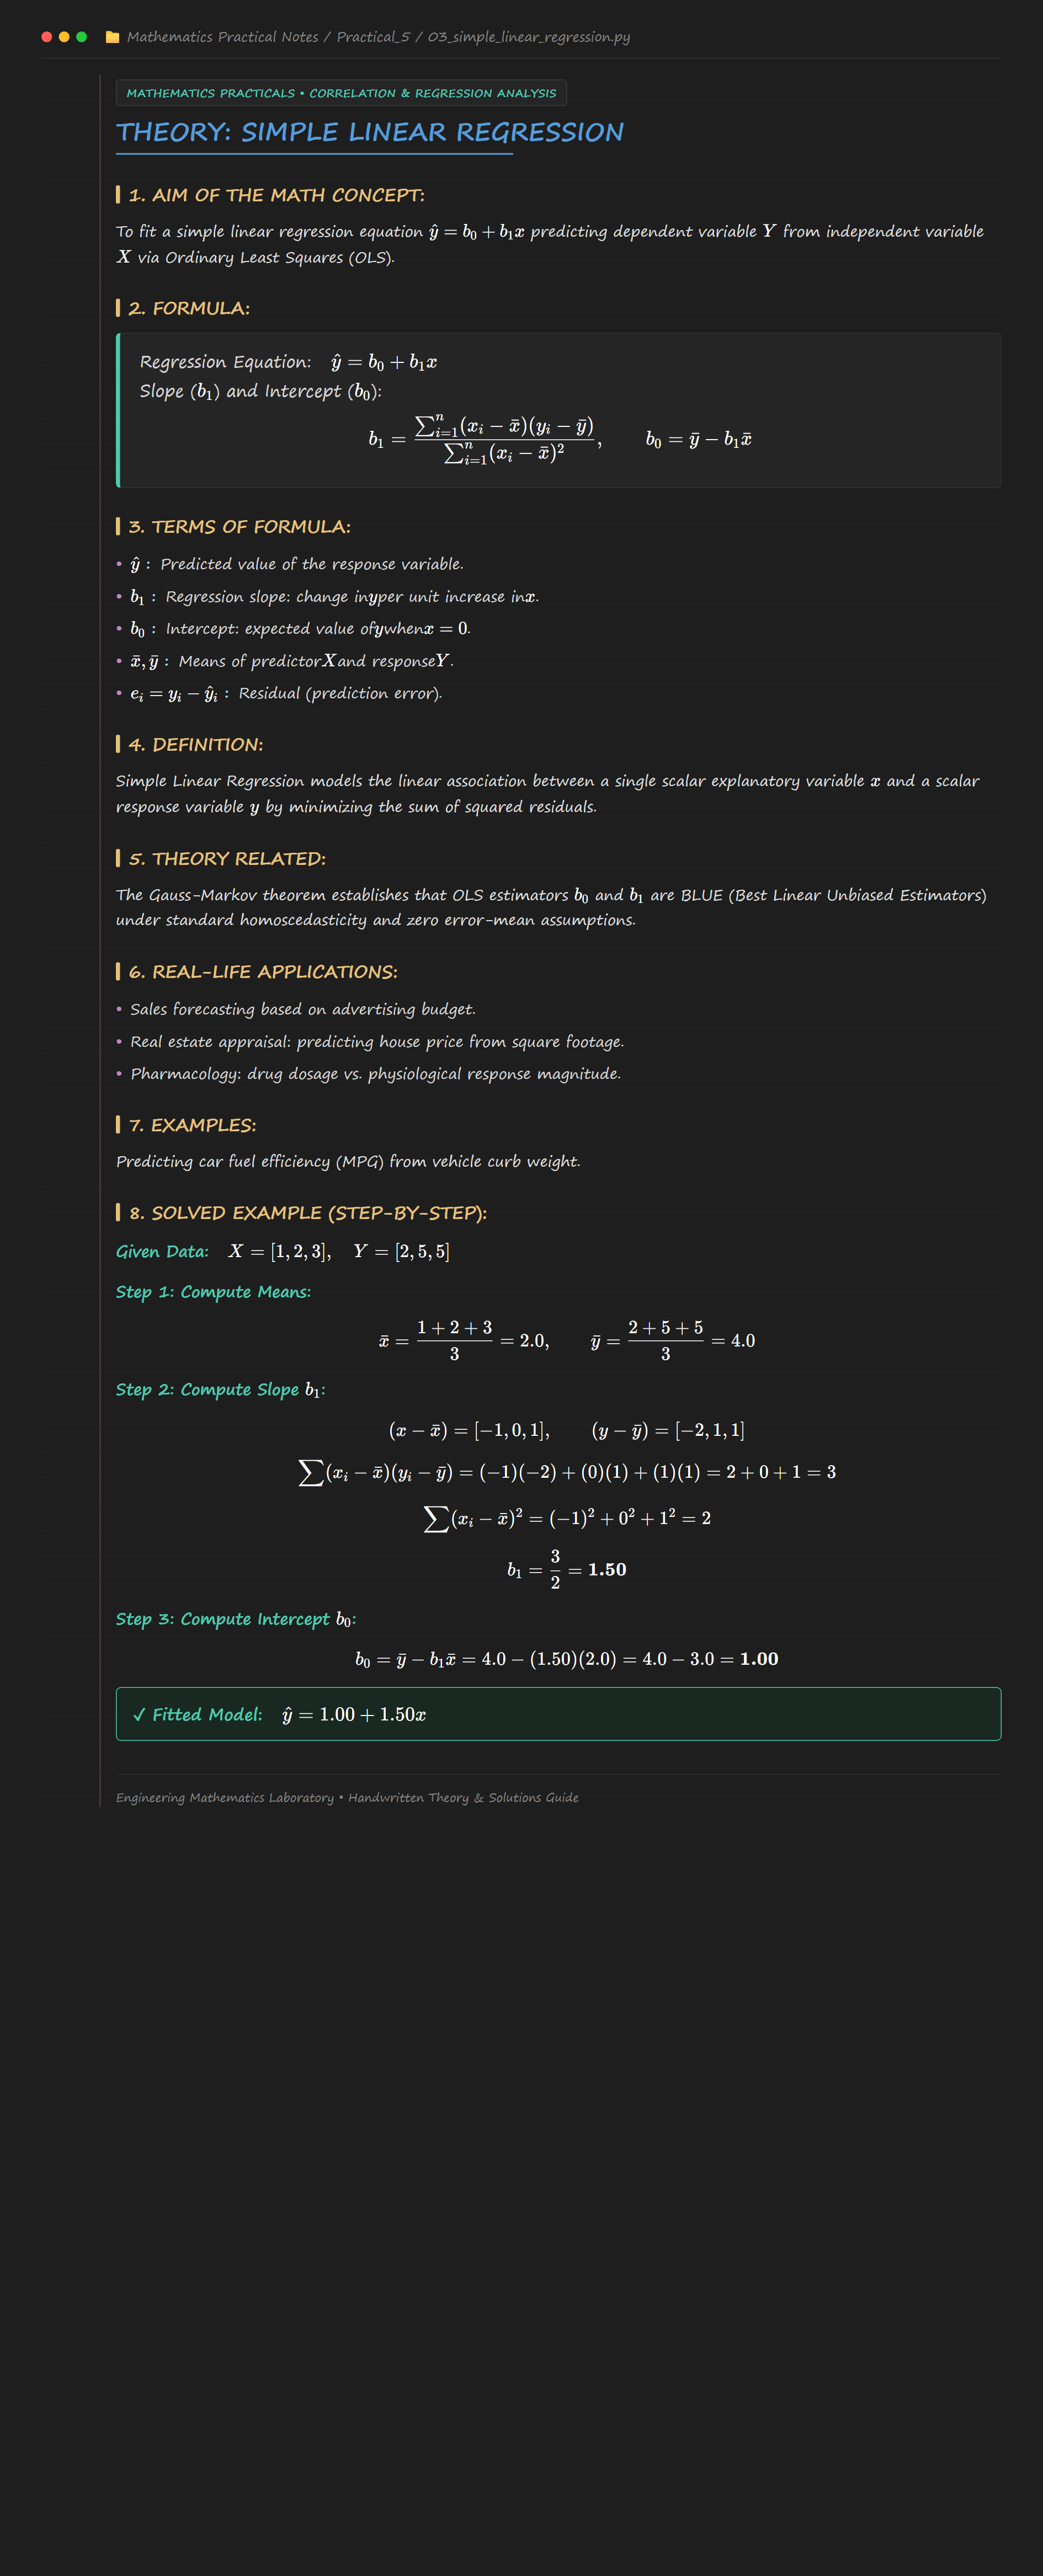 Mathematics Practical Notes / Practical_5 / 03_simple_linear_regression.py
MATHEMATICS PRACTICALS • CORRELATION & REGRESSION ANALYSIS
THEORY: SIMPLE LINEAR REGRESSION
1. AIM OF THE MATH CONCEPT:
To fit a simple linear regression equation ŷ = b₀ + b₁x predicting dependent variable Y from independent variable
X via Ordinary Least Squares (OLS).
2. FORMULA:
Regression Equation: ŷ = b₀ + b₁x
Slope (b₁) and Intercept (b₀):
b₁ = ∑ⁿᵢ₌₁(xᵢ − x̄)(yᵢ − ȳ) / ∑ⁿᵢ₌₁(xᵢ − x̄)², b₀ = ȳ − b₁x̄
3. TERMS OF FORMULA:
• ŷ : Predicted value of the response variable.
• b₁ : Regression slope: change inyper unit increase inx.
• b₀ : Intercept: expected value ofywhenx = 0.
• x̄, ȳ : Means of predictorXand responseY.
• eᵢ = yᵢ − ŷᵢ : Residual (prediction error).
4. DEFINITION:
Simple Linear Regression models the linear association between a single scalar explanatory variable x and a scalar
response variable y by minimizing the sum of squared residuals.
5. THEORY RELATED:
The Gauss-Markov theorem establishes that OLS estimators b₀ and b₁ are BLUE (Best Linear Unbiased Estimators)
under standard homoscedasticity and zero error-mean assumptions.
6. REAL-LIFE APPLICATIONS:
• Sales forecasting based on advertising budget.
• Real estate appraisal: predicting house price from square footage.
• Pharmacology: drug dosage vs. physiological response magnitude.
7. EXAMPLES:
Predicting car fuel efficiency (MPG) from vehicle curb weight.
8. SOLVED EXAMPLE (STEP-BY-STEP):
Given Data: X = [1, 2, 3], Y = [2, 5, 5]
Step 1: Compute Means:
x̄ = (1 + 2 + 3)/3 = 2.0, ȳ = (2 + 5 + 5)/3 = 4.0
Step 2: Compute Slope b₁:
(x − x̄) = [−1, 0, 1], (y − ȳ) = [−2, 1, 1]
∑(xᵢ − x̄)(yᵢ − ȳ) = (−1)(−2) + (0)(1) + (1)(1) = 2 + 0 + 1 = 3
∑(xᵢ − x̄)² = (−1)² + 0² + 1² = 2
b₁ = 3/2 = 1.50
Step 3: Compute Intercept b₀:
b₀ = ȳ − b₁x̄ = 4.0 − (1.50)(2.0) = 4.0 − 3.0 = 1.00
✓ Fitted Model: ŷ = 1.00 + 1.50x
Engineering Mathematics Laboratory • Handwritten Theory & Solutions Guide